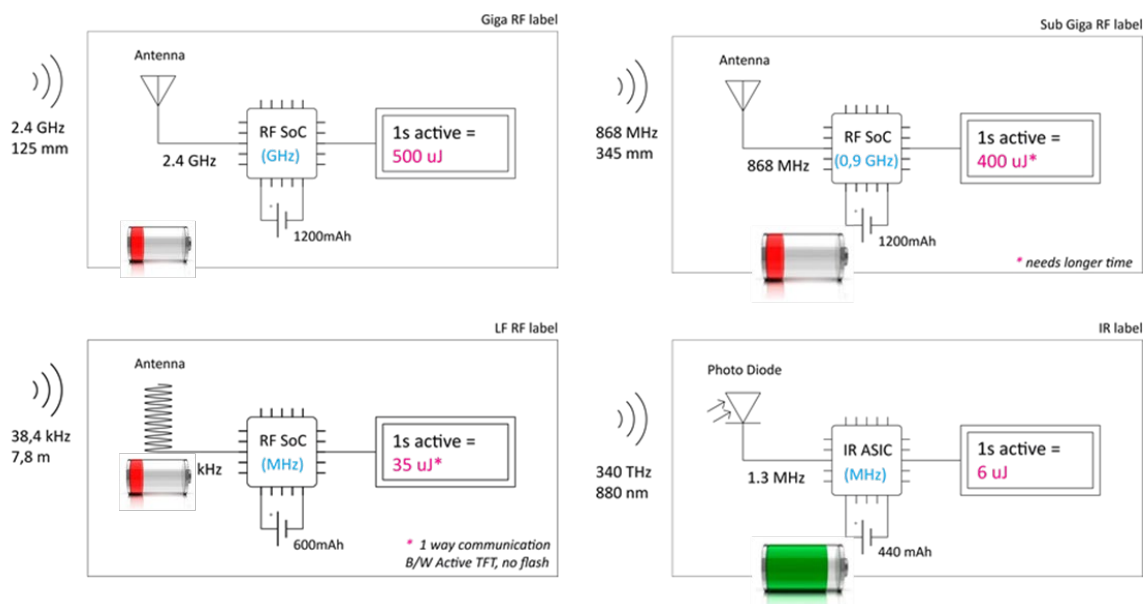 Giga RF label
Antenna
2.4 GHz
125 mm
2.4 GHz
RF SoC
(GHz)
1s active =
500 uJ
1200mAh
Sub Giga RF label
Antenna
868 MHz
345 mm
868 MHz
RF SoC
(0,9 GHz)
1s active =
400 uJ*
1200mAh
* needs longer time
LF RF label
Antenna
38,4 kHz
7,8 m
kHz
RF SoC
(MHz)
1s active =
35 uJ*
600mAh
* 1 way communication
B/W Active TFT, no flash
IR label
Photo Diode
340 THz
880 nm
1.3 MHz
IR ASIC
(MHz)
1s active =
6 uJ
440 mAh